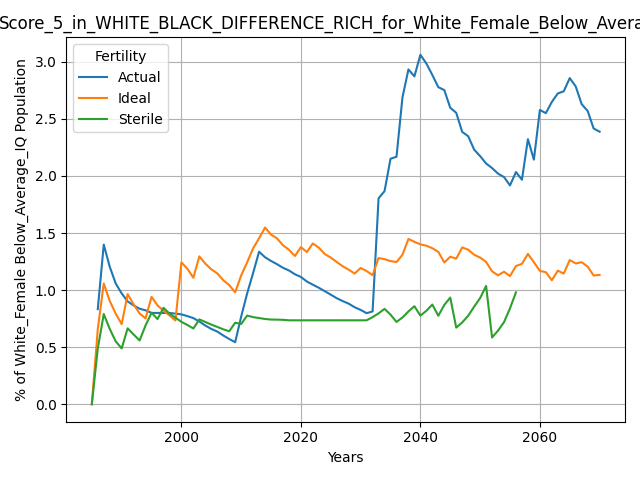 Score_5_in_WHITE_BLACK_DIFFERENCE_RICH_for_White_Female_Below_Avera
Fertility
Actual
Ideal
Sterile
% of White_Female Below_Average_IQ Population
3.0
2.5
2.0
1.5
1.0
0.5
0.0
2000
2020
2040
2060
Years